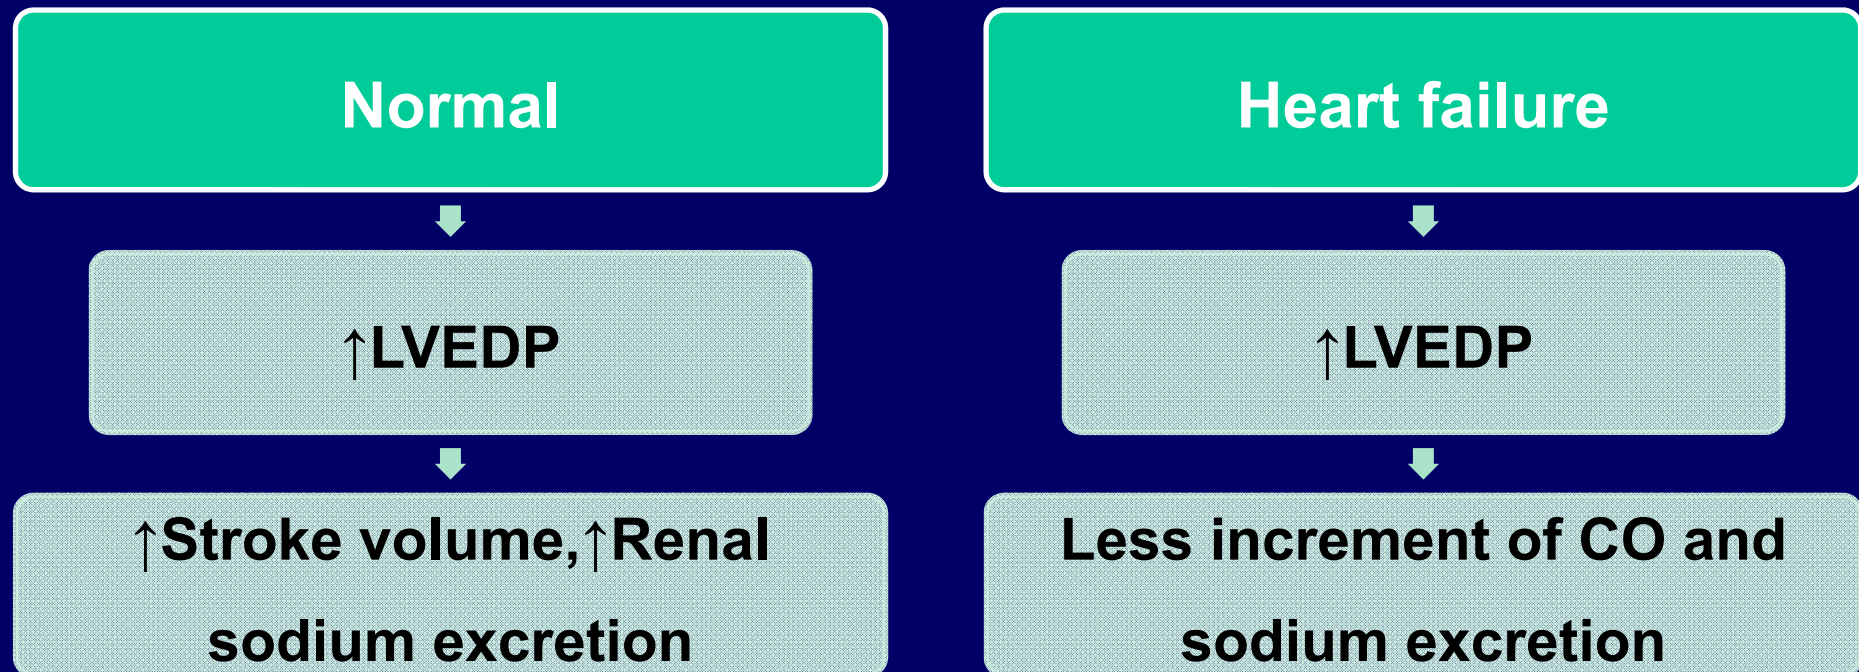 Normal
↑LVEDP
↑Stroke volume,↑Renal
sodium excretion
Heart failure
↑LVEDP
Less increment of CO and
sodium excretion